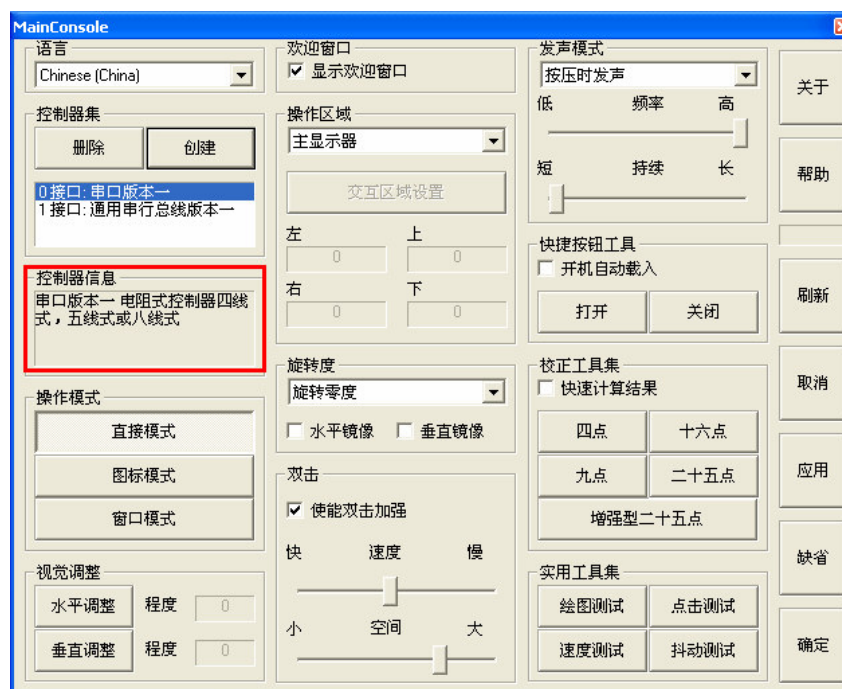 MainConsole
语言
Chinese (China)
控制器集
删除
创建
0 接口: 串口版本一
1 接口: 通用串行总线版本一
控制器信息
串口版本一 电阻式控制器四线
式，五线式或八线式
操作模式
直接模式
图标模式
窗口模式
视觉调整
水平调整 程度 0
垂直调整 程度 0
欢迎窗口
显示欢迎窗口
操作区域
主显示器
交互区域设置
左 上
0 0
右 下
0 0
旋转度
旋转零度
水平镜像 垂直镜像
双击
使能双击加强
快 速度 慢
小 空间 大
发声模式
按压时发声
低 频率 高
短 持续 长
快捷按钮工具
开机自动载入
打开 关闭
校正工具集
快速计算结果
四点 十六点
九点 二十五点
增强型二十五点
实用工具集
绘图测试 点击测试
速度测试 抖动测试
关于
帮助
刷新
取消
应用
缺省
确定